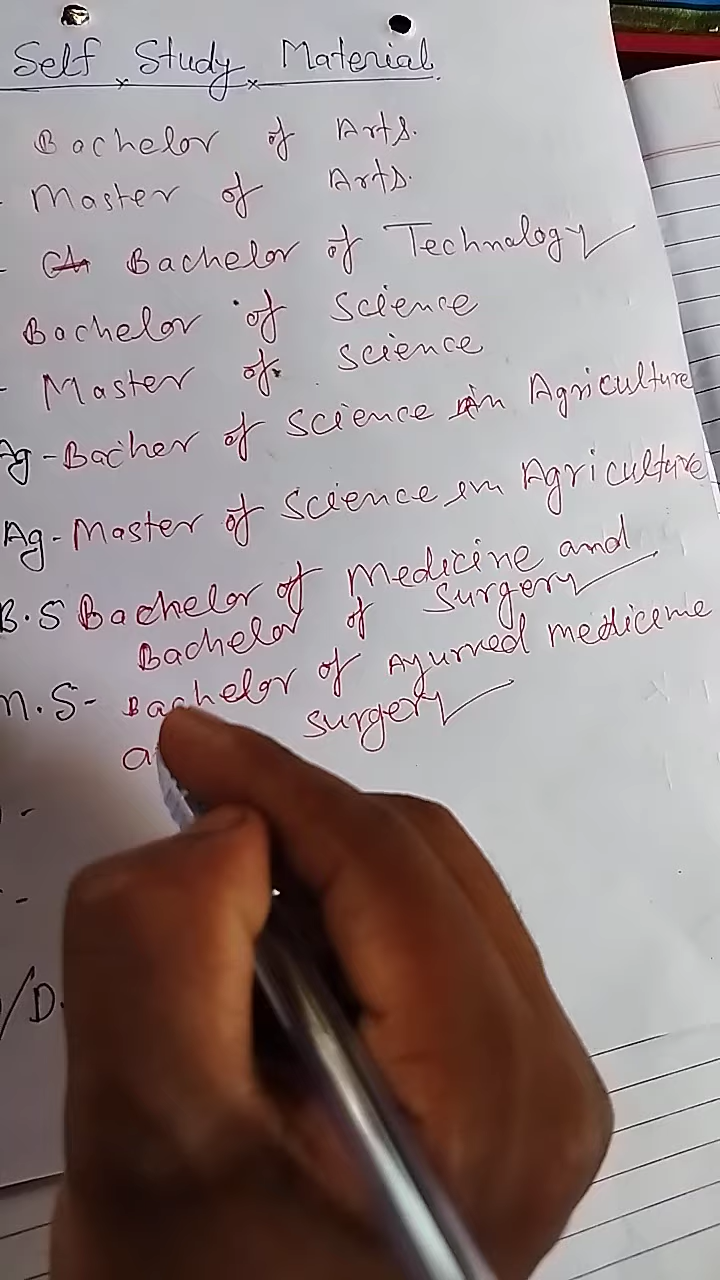 Self Study Material
Bachelor of Arts.
- Master of Arts.
- Bachelor of Technology
Bachelor of Science
- Master of Science
Ag - Bacher of Science in Agriculture
Ag - Master of Science in Agriculture
B.S Bachelor of Medicine and
Bachelor of Surgery
M.S - Bachelor of Ayurved mediceme
a surgery
-
-
/D.